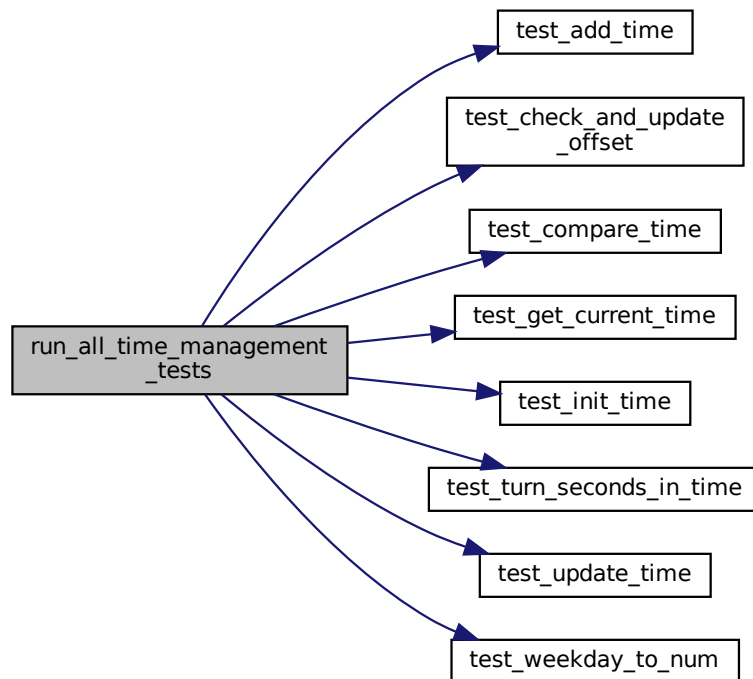 test_add_time
test_check_and_update
_offset
test_compare_time
test_get_current_time
run_all_time_management
_tests
test_init_time
test_turn_seconds_in_time
test_update_time
test_weekday_to_num